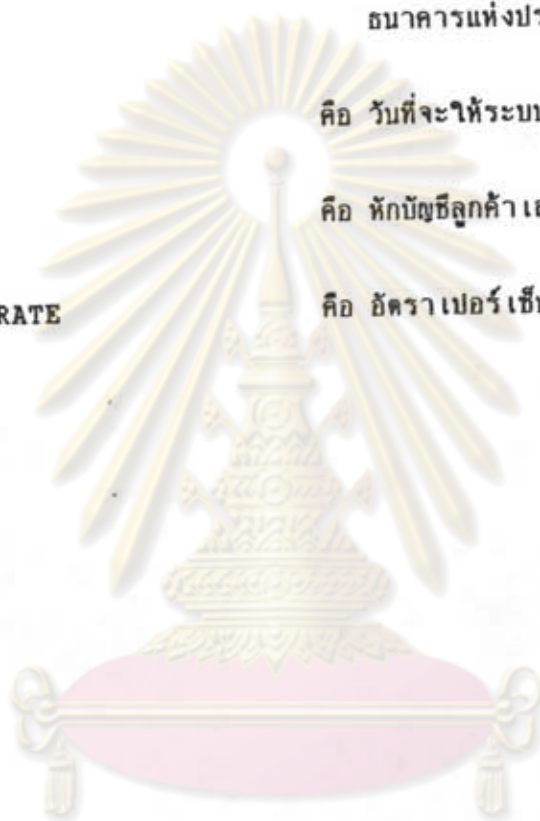 ธนาคารแห่งปร
คือ วันที่จะให้ระบบ
คือ หักบัญชีลูกค้า
RATE คือ อัตราเปอร์เซ็น